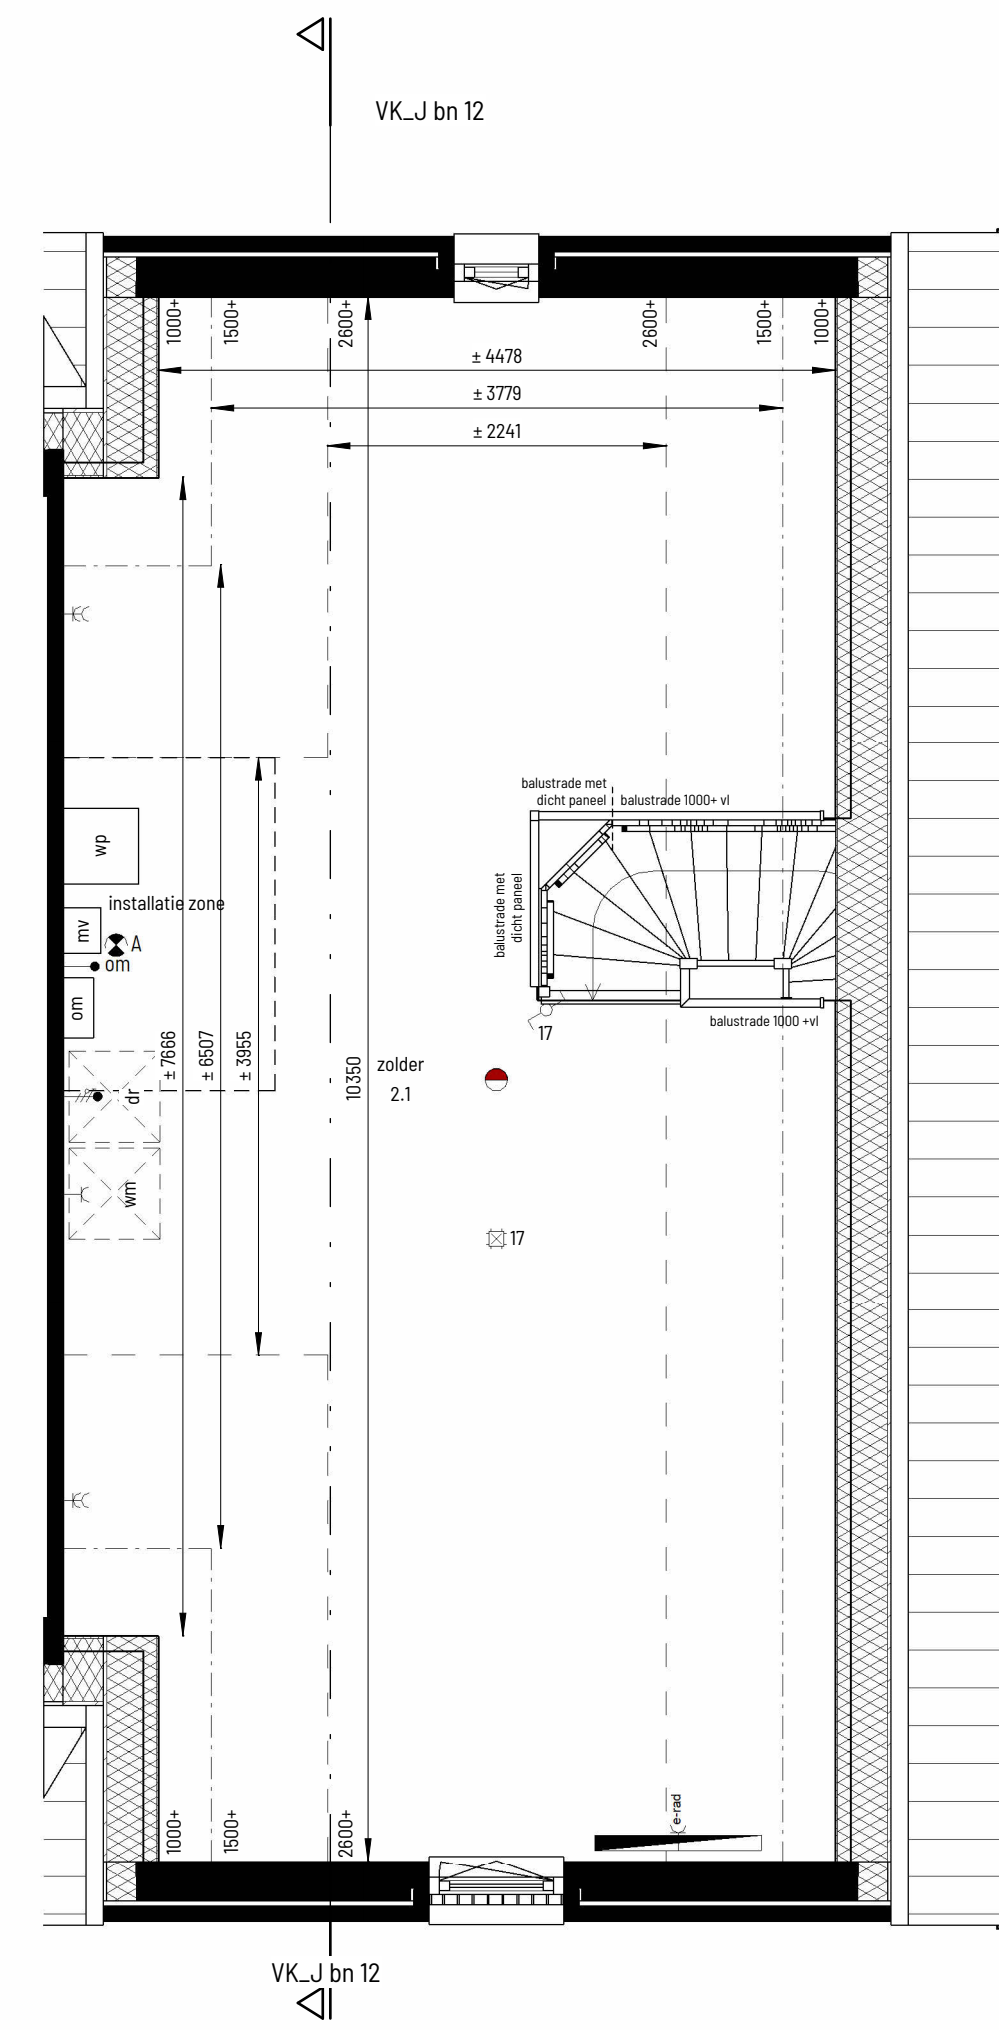 VK_J bn 12
1000+
1500+
2600+
2600+
1500+
1000+
± 4478
± 3779
± 2241
balustrade met
dicht paneel
balustrade 1000+ vl
wp
installatie zone
mv
A
om
om
balustrade met
dicht paneel
balustrade 1000 +vl
17
± 7666
± 6507
± 3955
10350
zolder
2.1
dr
wm
17
e-rad
1000+
1500+
2600+
VK_J bn 12